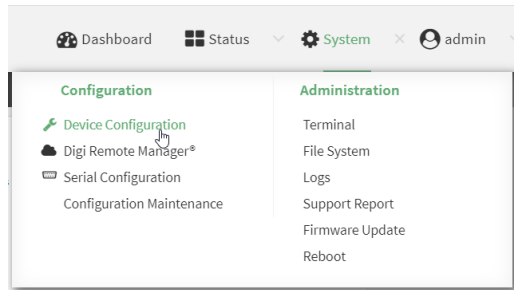 Dashboard Status System admin
Configuration
Device Configuration
Digi Remote Manager®
Serial Configuration
Configuration Maintenance
Administration
Terminal
File System
Logs
Support Report
Firmware Update
Reboot